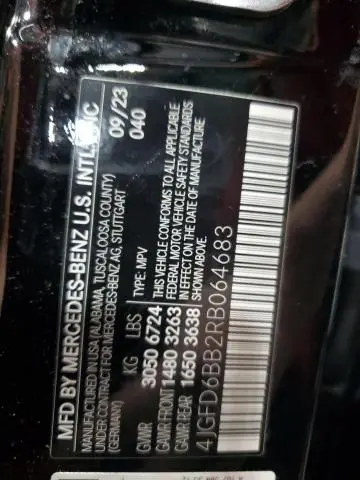 MFD BY MERCEDES-BENZ U.S. INTL, INC
MANUFACTURED IN USA (ALABAMA, TUSCALOOSA COUNTY)
UNDER CONTRACT FOR MERCEDES-BENZ AG, STUTTGART
(GERMANY)
09/23
040
KG LBS TYPE: MPV
GVWR 3050 6724
GAWR FRONT 1480 3263
GAWR REAR 1650 3638
THIS VEHICLE CONFORMS TO ALL APPLICABLE
FEDERAL MOTOR VEHICLE SAFETY STANDARDS
IN EFFECT ON THE DATE OF MANUFACTURE
SHOWN ABOVE.
4JGFD6BB2RB064683